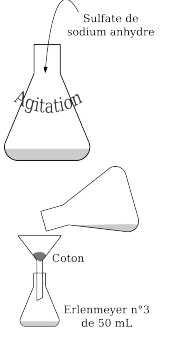 Sulfate de
sodium anhydre
Agitation
Coton
Erlenmeyer n°3
de 50 mL